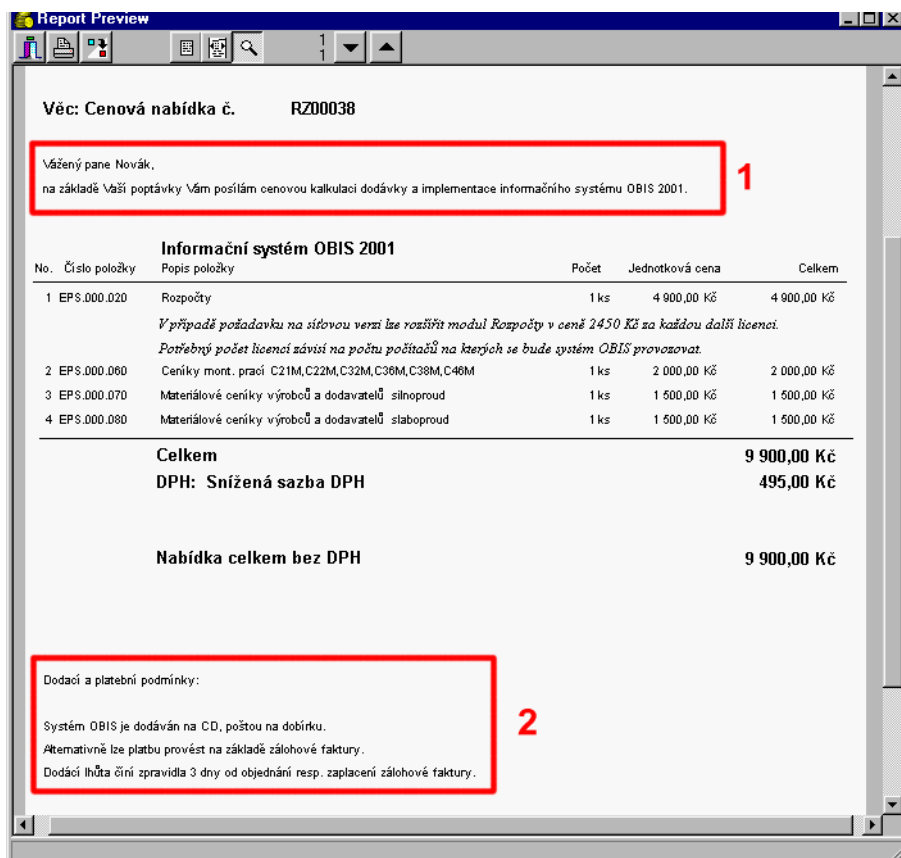 Report Preview
1
1
Věc: Cenová nabídka č. RZ00038
Vážený pane Novák,
na základě Vaší poptávky Vám posílám cenovou kalkulaci dodávky a implementace informačního systému OBIS 2001.
1
Informační systém OBIS 2001
No. Číslo položky Popis položky Počet Jednotková cena Celkem
1 EPS.000.020 Rozpočty 1 ks 4 900,00 Kč 4 900,00 Kč
V případě požadavku na síťovou verzi lze rozšířit modul Rozpočty v ceně 2450 Kč za každou další licenci.
Potřebný počet licencí závisí na počtu počítačů na kterých se bude systém OBIS provozovat.
2 EPS.000.060 Ceníky mont. prací C21M,C22M,C32M,C36M,C38M,C46M 1 ks 2 000,00 Kč 2 000,00 Kč
3 EPS.000.070 Materiálové ceníky výrobců a dodavatelů silnoproud 1 ks 1 500,00 Kč 1 500,00 Kč
4 EPS.000.080 Materiálové ceníky výrobců a dodavatelů slaboproud 1 ks 1 500,00 Kč 1 500,00 Kč
Celkem 9 900,00 Kč
DPH: Snížená sazba DPH 495,00 Kč
Nabídka celkem bez DPH 9 900,00 Kč
Dodací a platební podmínky:
Systém OBIS je dodáván na CD, poštou na dobírku.
Alternativně lze platbu provést na základě zálohové faktury.
Dodácí lhůta činí zpravidla 3 dny od objednání resp. zaplacení zálohové faktury.
2